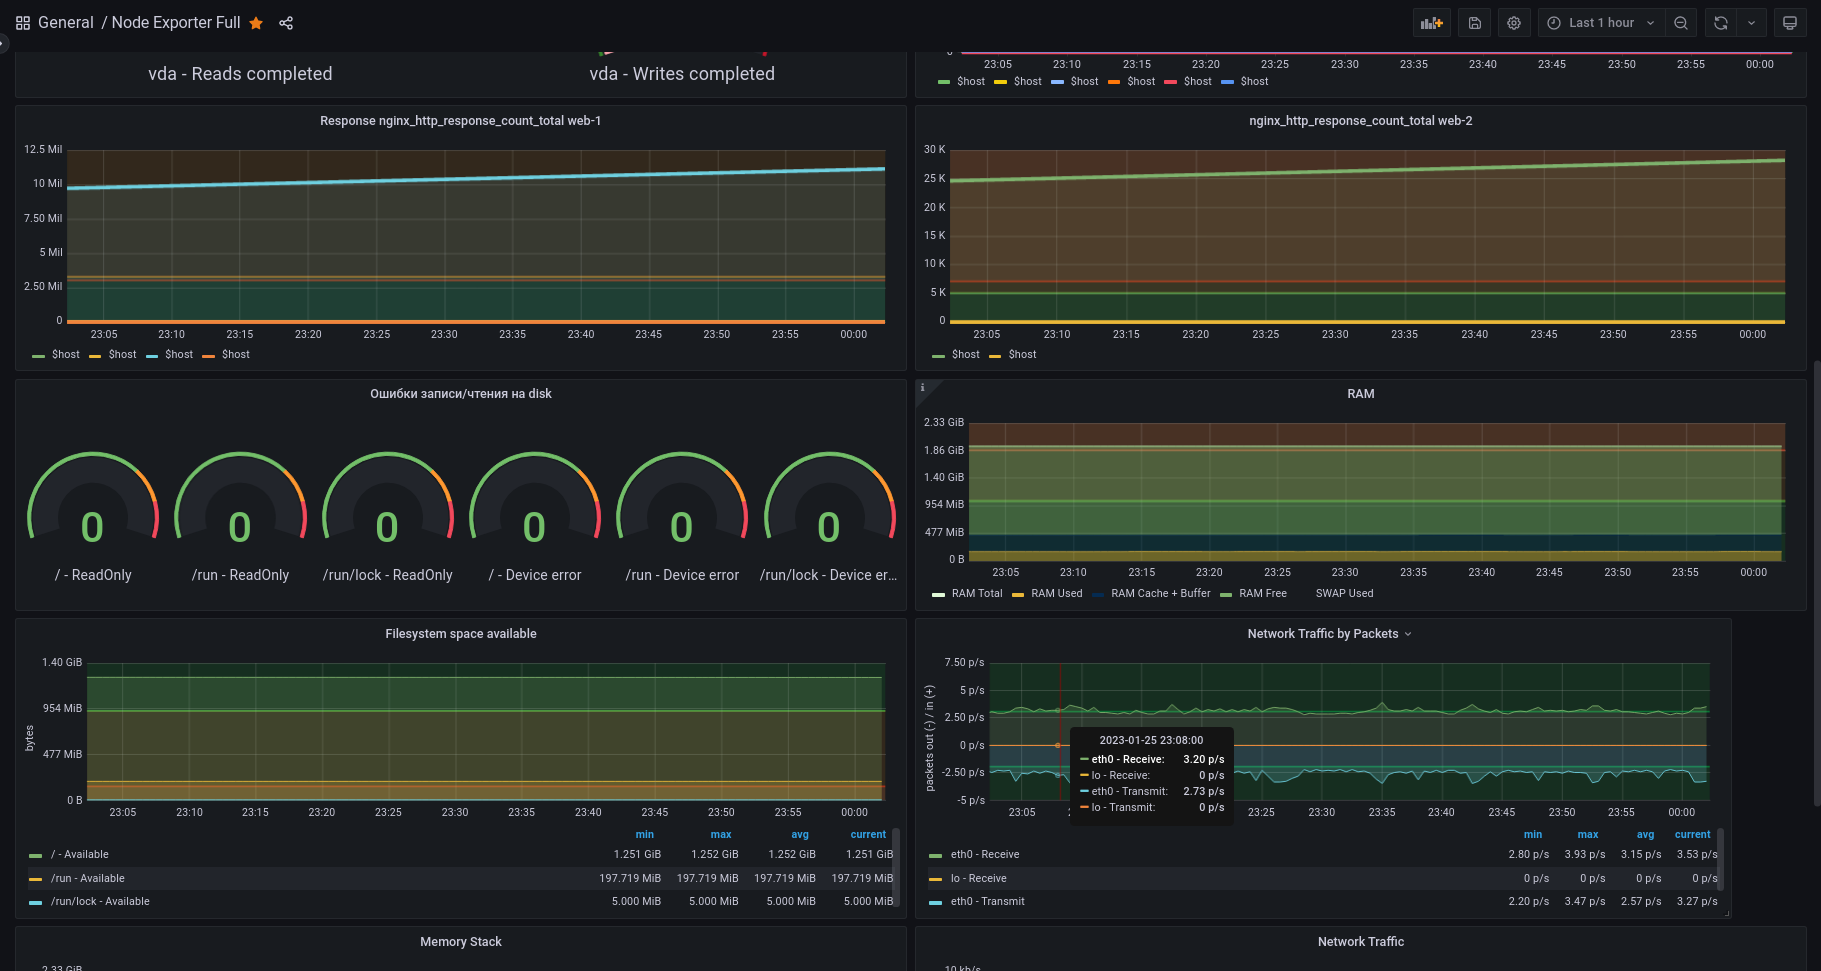 General / Node Exporter Full
Last 1 hour
vda - Reads completed
vda - Writes completed
0
23:05 23:10 23:15 23:20 23:25 23:30 23:35 23:40 23:45 23:50 23:55 00:00
$host $host $host $host $host $host
Response nginx_http_response_count_total web-1
12.5 Mil
10 Mil
7.50 Mil
5 Mil
2.50 Mil
0
23:05 23:10 23:15 23:20 23:25 23:30 23:35 23:40 23:45 23:50 23:55 00:00
$host $host $host $host
nginx_http_response_count_total web-2
30 K
25 K
20 K
15 K
10 K
5 K
0
23:05 23:10 23:15 23:20 23:25 23:30 23:35 23:40 23:45 23:50 23:55 00:00
$host $host
Ошибки записи/чтения на disk
0 0 0 0 0 0
/ - ReadOnly /run - ReadOnly /run/lock - ReadOnly / - Device error /run - Device error /run/lock - Device er…
i
RAM
2.33 GiB
1.86 GiB
1.40 GiB
954 MiB
477 MiB
0 B
23:05 23:10 23:15 23:20 23:25 23:30 23:35 23:40 23:45 23:50 23:55 00:00
RAM Total RAM Used RAM Cache + Buffer RAM Free SWAP Used
Filesystem space available
bytes
1.40 GiB
954 MiB
477 MiB
0 B
23:05 23:10 23:15 23:20 23:25 23:30 23:35 23:40 23:45 23:50 23:55 00:00
min max avg current
/ - Available 1.251 GiB 1.252 GiB 1.252 GiB 1.251 GiB
/run - Available 197.719 MiB 197.719 MiB 197.719 MiB 197.719 MiB
/run/lock - Available 5.000 MiB 5.000 MiB 5.000 MiB 5.000 MiB
Network Traffic by Packets
packets out (-) / in (+)
7.50 p/s
5 p/s
2.50 p/s
0 p/s
-2.50 p/s
-5 p/s
2023-01-25 23:08:00
eth0 - Receive: 3.20 p/s
lo - Receive: 0 p/s
eth0 - Transmit: 2.73 p/s
lo - Transmit: 0 p/s
23:05 23:25 23:30 23:35 23:40 23:45 23:50 23:55 00:00
min max avg current
eth0 - Receive 2.80 p/s 3.93 p/s 3.15 p/s 3.53 p/s
lo - Receive 0 p/s 0 p/s 0 p/s 0 p/s
eth0 - Transmit 2.20 p/s 3.47 p/s 2.57 p/s 3.27 p/s
Memory Stack
2.33 GiB
Network Traffic
10 kb/s